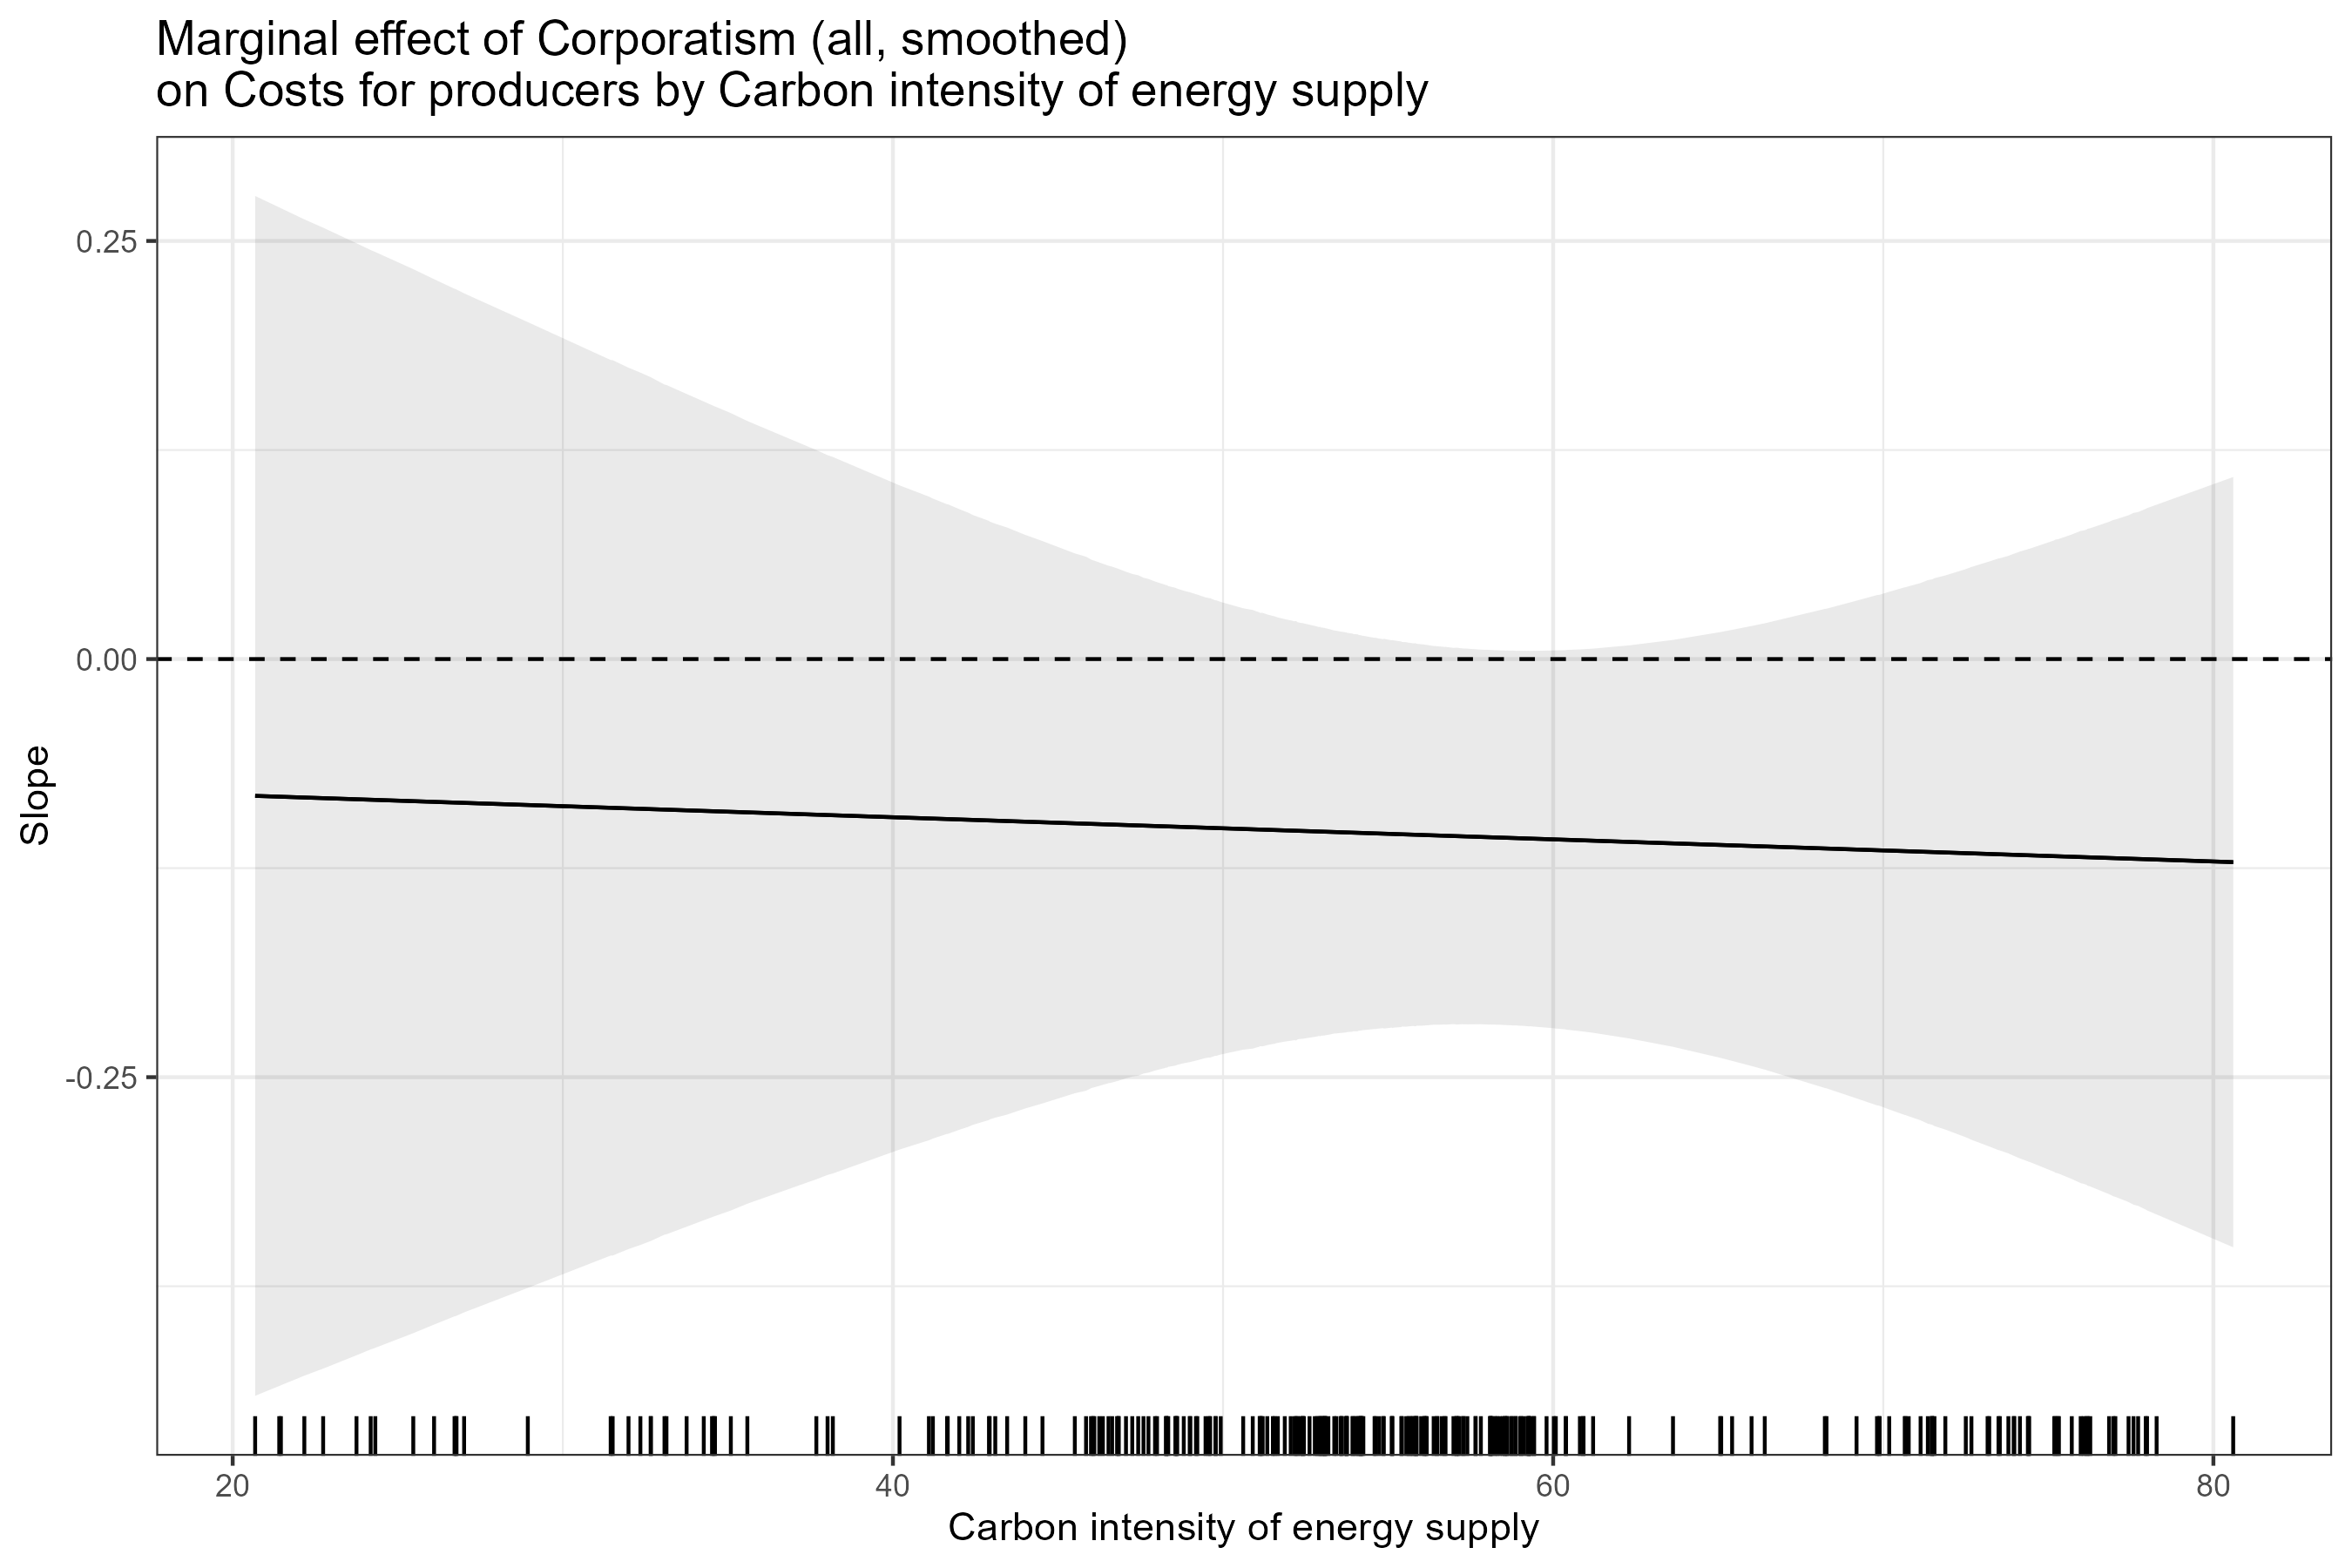 Marginal effect of Corporatism (all, smoothed)
on Costs for producers by Carbon intensity of energy supply
0.25
0.00
-0.25
Slope
20
40
60
80
Carbon intensity of energy supply